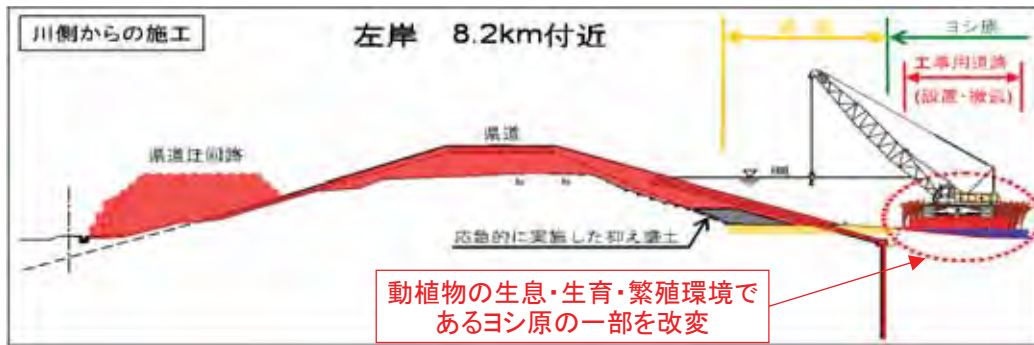 川側からの施工
左岸 8.2km付近
ヨシ原
工事用道路
(設置・撤去)
県道
県道迂回路
応急的に実施した抑え盛土
動植物の生息・生育・繁殖環境で
あるヨシ原の一部を改変